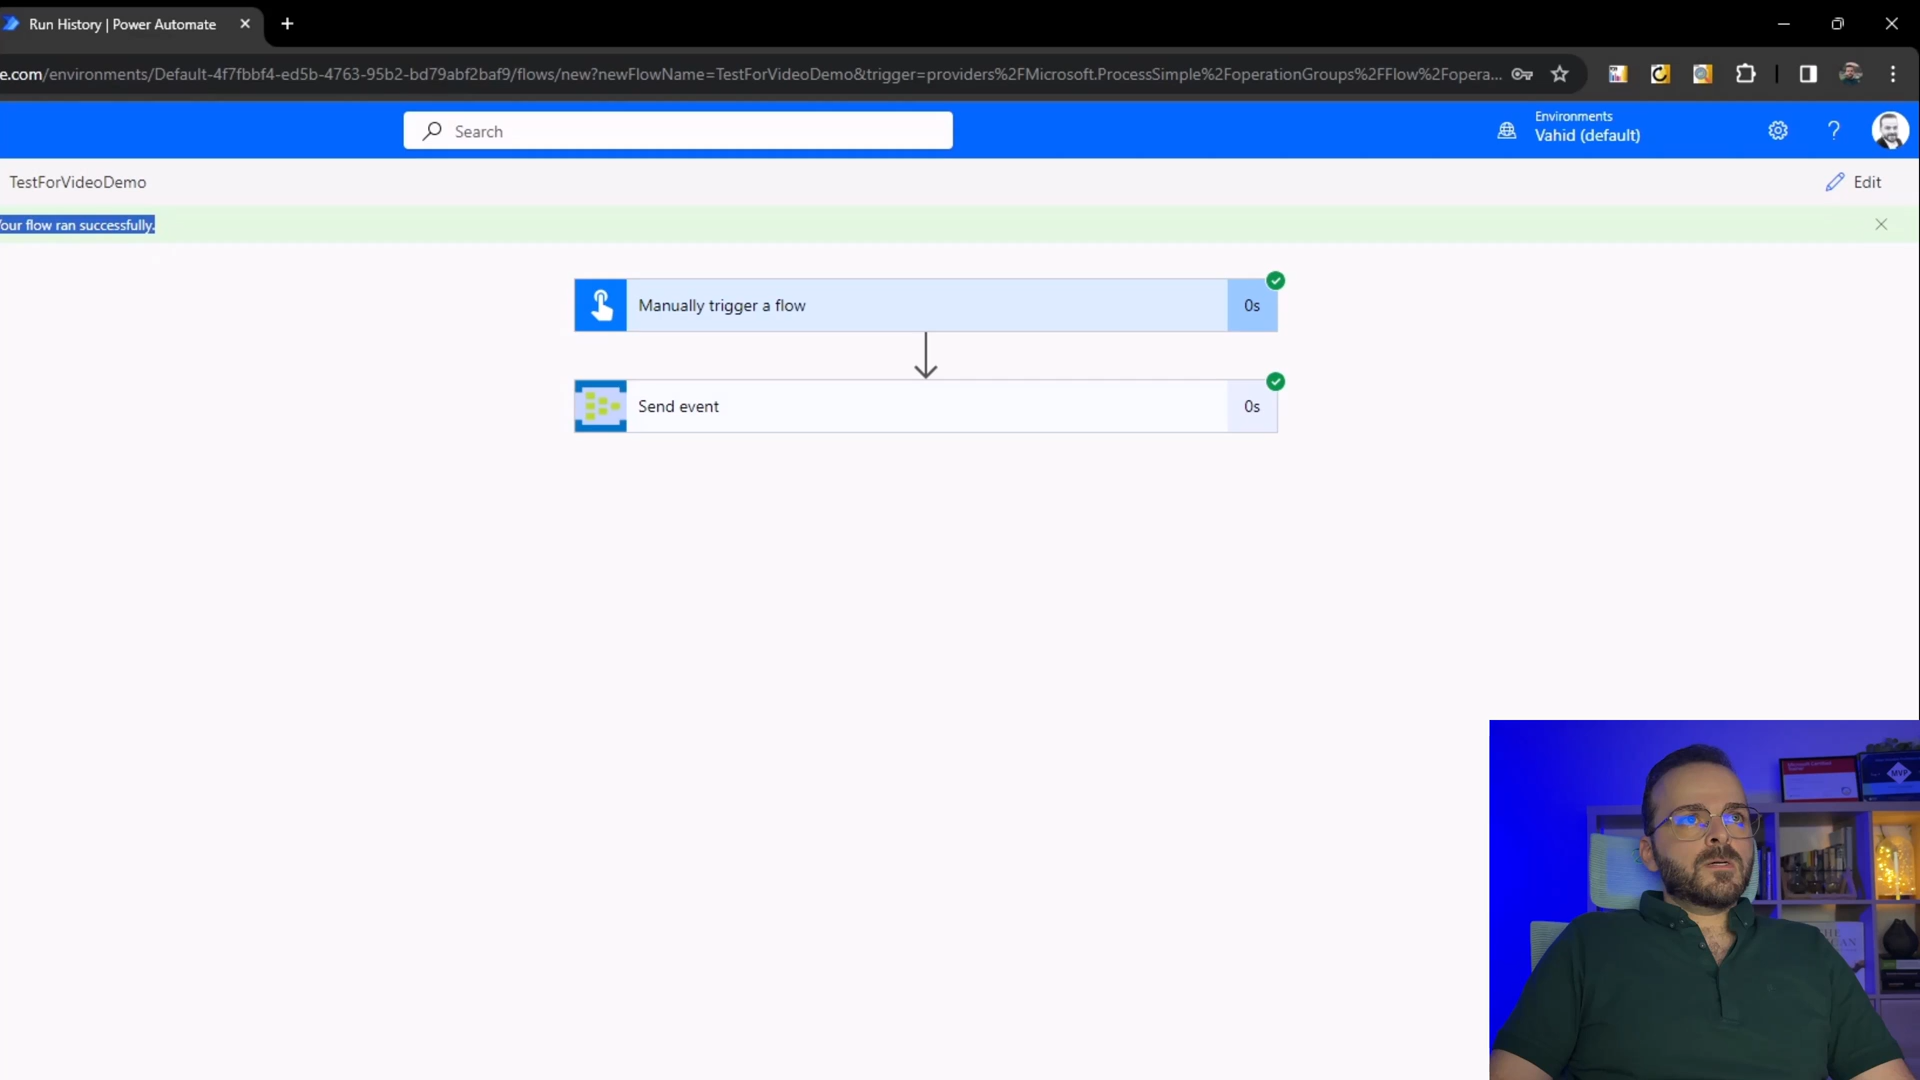 Run History | Power Automate
e.com/environments/Default-4f7fbbf4-ed5b-4763-95b2-bd79abf2baf9/flows/new?newFlowName=TestForVideoDemo&trigger=providers%2FMicrosoft.ProcessSimple%2FoperationGroups%2FFlow%2Fopera...
Search
Environments
Vahid (default)
TestForVideoDemo
Edit
our flow ran successfully.
Manually trigger a flow
0s
Send event
0s
MVP